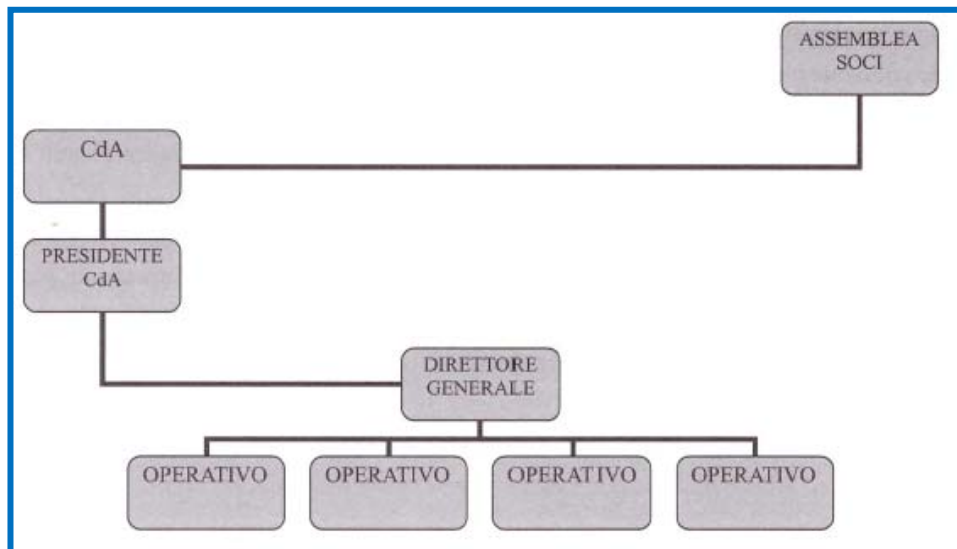 ASSEMBLEA
SOCI
CdA
PRESIDENTE
CdA
DIRETTORE
GENERALE
OPERATIVO
OPERATIVO
OPERATIVO
OPERATIVO